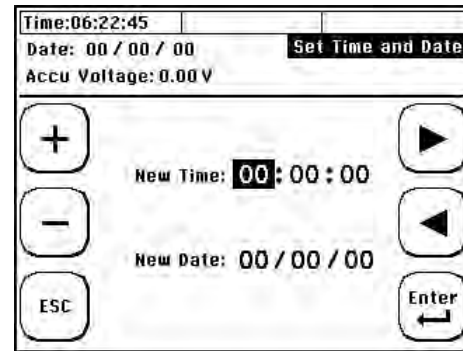 Time:06:22:45
Date: 00 / 00 / 00
Set Time and Date
Accu Voltage: 0.00 V
+
New Time: 00 : 00 : 00
−
New Date: 00 / 00 / 00
ESC
Enter